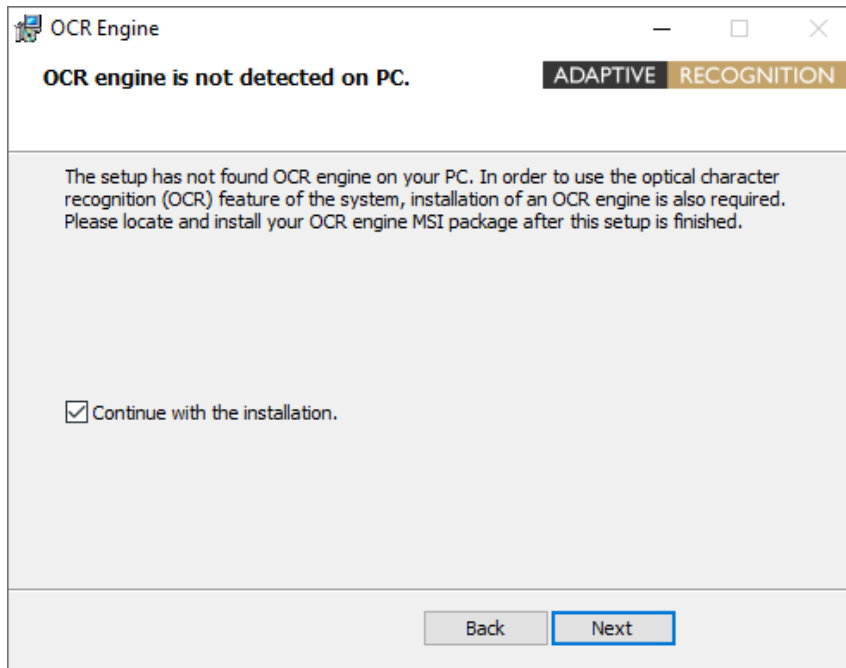 OCR Engine
OCR engine is not detected on PC.
ADAPTIVE RECOGNITION
The setup has not found OCR engine on your PC. In order to use the optical character
recognition (OCR) feature of the system, installation of an OCR engine is also required.
Please locate and install your OCR engine MSI package after this setup is finished.
Continue with the installation.
Back
Next